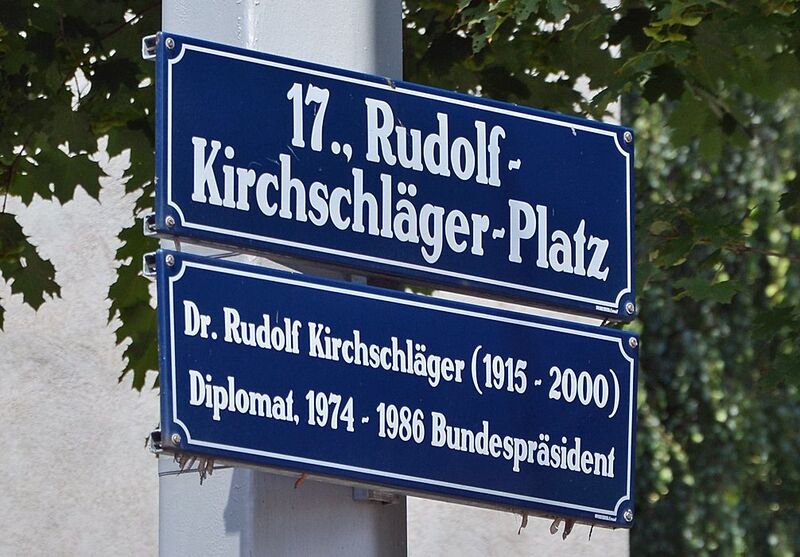 17., Rudolf-
Kirchschläger-Platz
Dr. Rudolf Kirchschläger (1915 - 2000)
Diplomat, 1974 - 1986 Bundespräsident